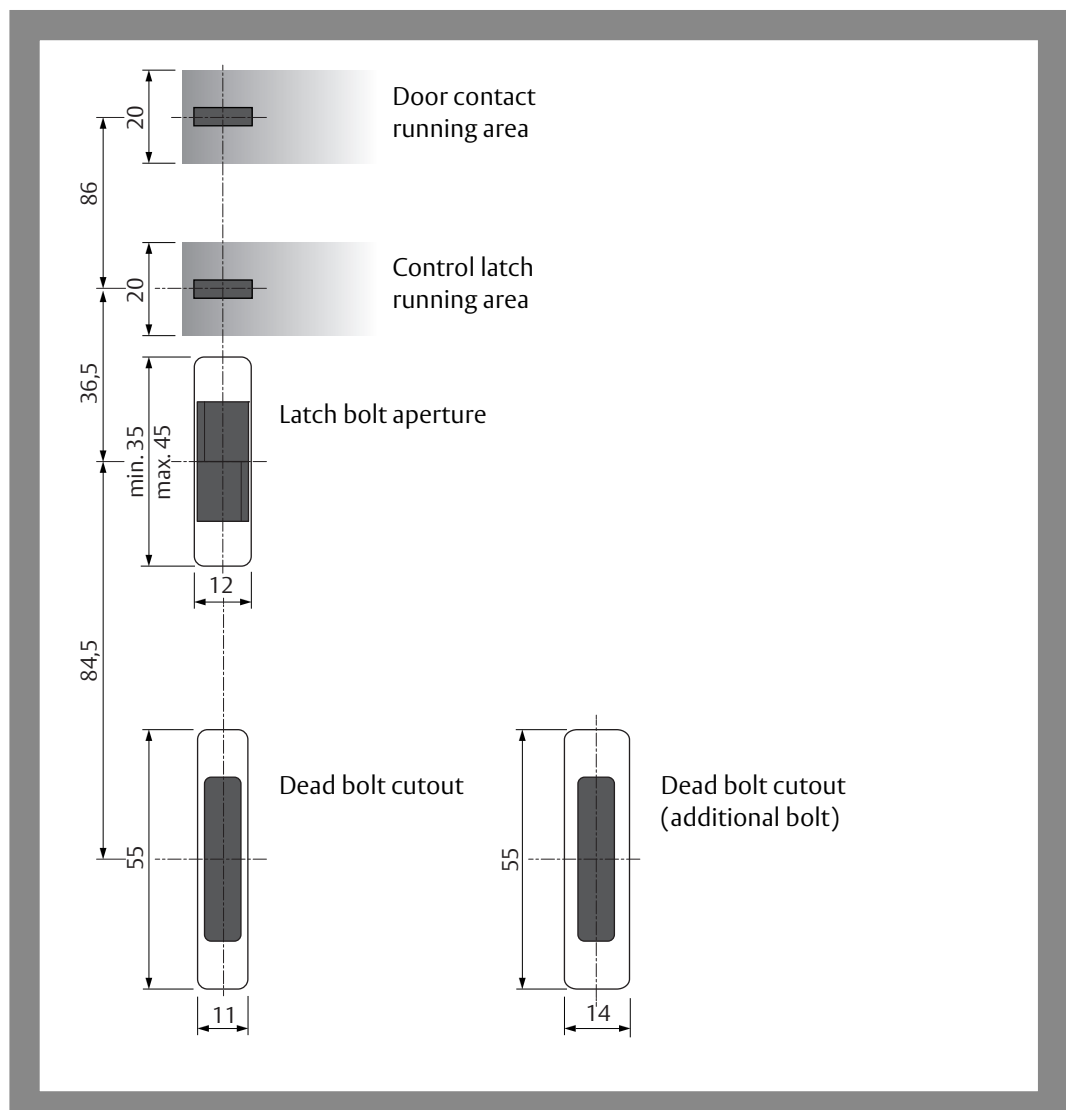 20
Door contact
running area
86
20
Control latch
running area
36,5
min. 35
max. 45
Latch bolt aperture
12
84,5
55
Dead bolt cutout
11
55
Dead bolt cutout
(additional bolt)
14